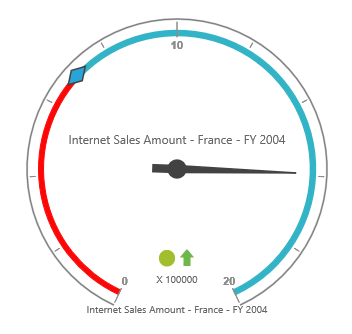 10
Internet Sales Amount - France - FY 2004
0
20
X 100000
Internet Sales Amount - France - FY 2004